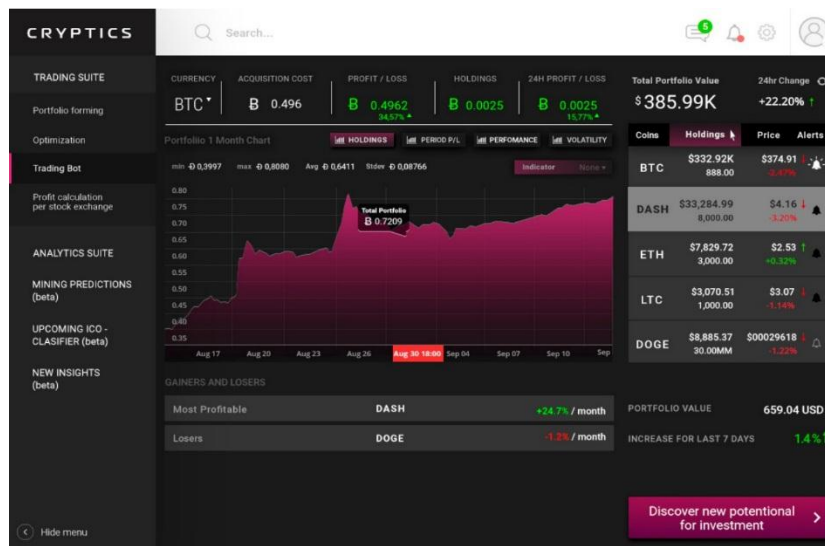 CRYPTICS
Search...
5
TRADING SUITE
Portfolio forming
Optimization
Trading Bot
Profit calculation
per stock exchange
ANALYTICS SUITE
MINING PREDICTIONS
(beta)
UPCOMING ICO -
CLASIFIER (beta)
NEW INSIGHTS
(beta)
Hide menu
CURRENCY ACQUISITION COST PROFIT / LOSS HOLDINGS 24H PROFIT / LOSS
BTC Ƀ 0.496 Ƀ 0.4962 Ƀ 0.0025 Ƀ 0.0025
34,57% 15,77%
Portfolio 1 Month Chart HOLDINGS PERIOD P/L PERFOMANCE VOLATILITY
min Ð 0,3997 max Ð 0,8080 Avg Ð 0,6411 Stdev Ð 0,08766 Indicator None
0.80
0.75
0.70
0.65
0.60
0.55
0.50
0.45
0.40
0.35
Total Portfolio
Ƀ 0.7209
Aug 17 Aug 20 Aug 23 Aug 26 Aug 30 18:00 Sep 04 Sep 07 Sep 10 Sep
GAINERS AND LOSERS
Most Profitable DASH +24.7% / month
Losers DOGE -1.2% / month
Total Portfolio Value 24hr Change
$385.99K +22.20% ↑
Coins Holdings Price Alerts
BTC $332.92K $374.91 ↓
888.00 -2.47%
DASH $33,284.99 $4.16 ↓
8,000.00 -3.20%
ETH $7,829.72 $2.53 ↑
3,000.00 +0.32%
LTC $3,070.51 $3.07 ↓
1,000.00 -1.14%
DOGE $8,885.37 $00029618 ↓
30.00MM -1.22%
PORTFOLIO VALUE 659.04 USD
INCREASE FOR LAST 7 DAYS 1.4%↑
Discover new potentional
for investment